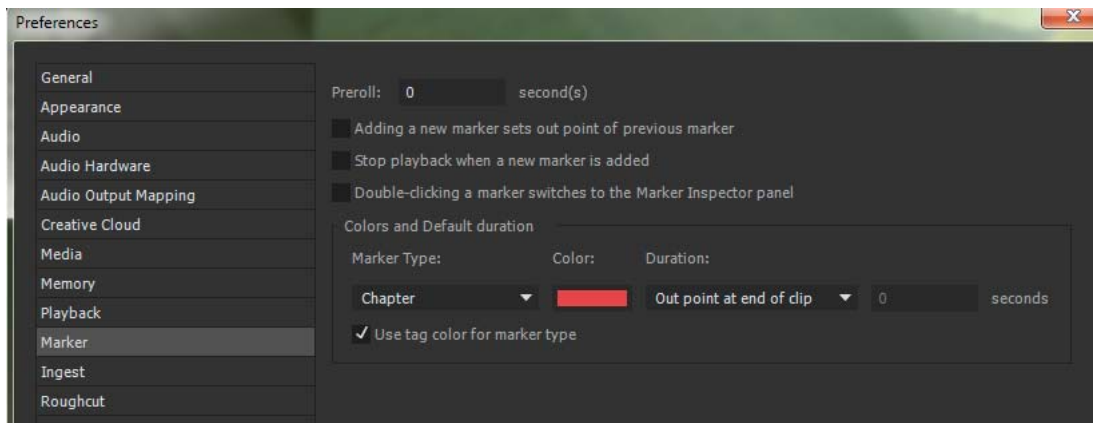 Preferences
General
Appearance
Audio
Audio Hardware
Audio Output Mapping
Creative Cloud
Media
Memory
Playback
Marker
Ingest
Roughcut
Preroll: 0 second(s)
Adding a new marker sets out point of previous marker
Stop playback when a new marker is added
Double-clicking a marker switches to the Marker Inspector panel
Colors and Default duration
Marker Type: Color: Duration:
Chapter Out point at end of clip 0 seconds
Use tag color for marker type